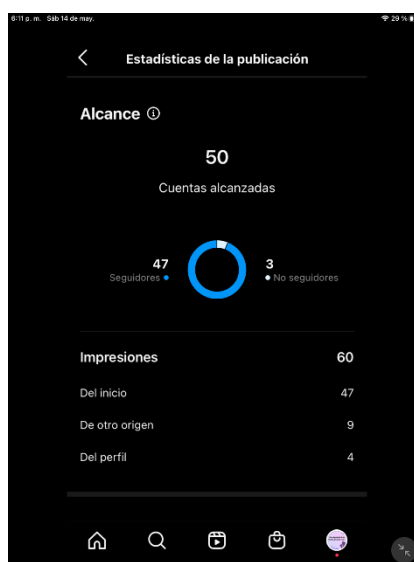 6:11 p. m. Sáb 14 de may. 29 %
Estadísticas de la publicación
Alcance
50
Cuentas alcanzadas
47 3
Seguidores No seguidores
Impresiones 60
Del inicio 47
De otro origen 9
Del perfil 4